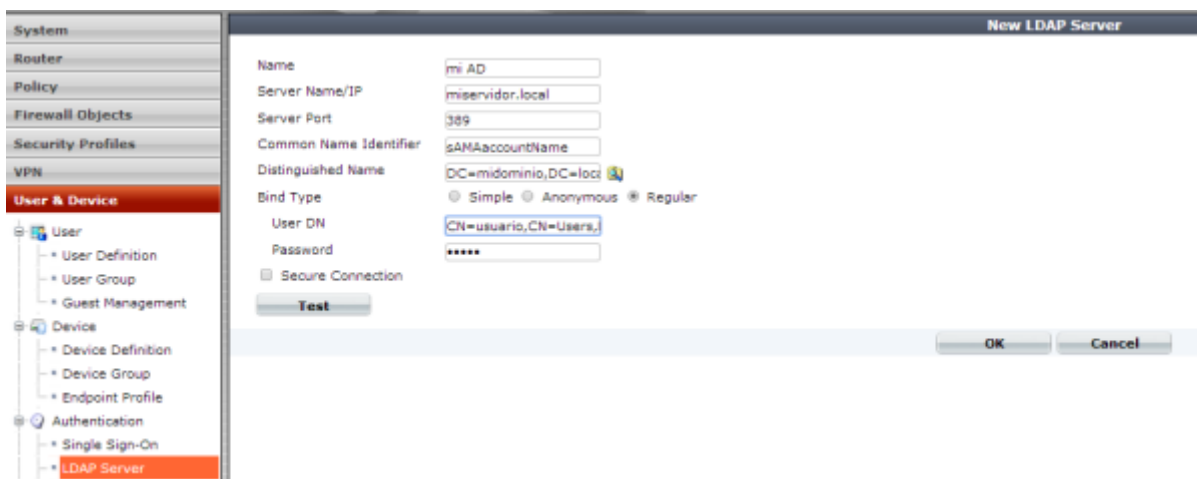 New LDAP Server
System
Router
Policy
Firewall Objects
Security Profiles
VPN
User & Device
User
User Definition
User Group
Guest Management
Device
Device Definition
Device Group
Endpoint Profile
Authentication
Single Sign-On
LDAP Server
Name mi AD
Server Name/IP miservidor.local
Server Port 389
Common Name Identifier sAMAaccountName
Distinguished Name DC=midominio,DC=loca
Bind Type Simple Anonymous Regular
User DN CN=usuario,CN=Users,
Password •••••
Secure Connection
Test
OK Cancel